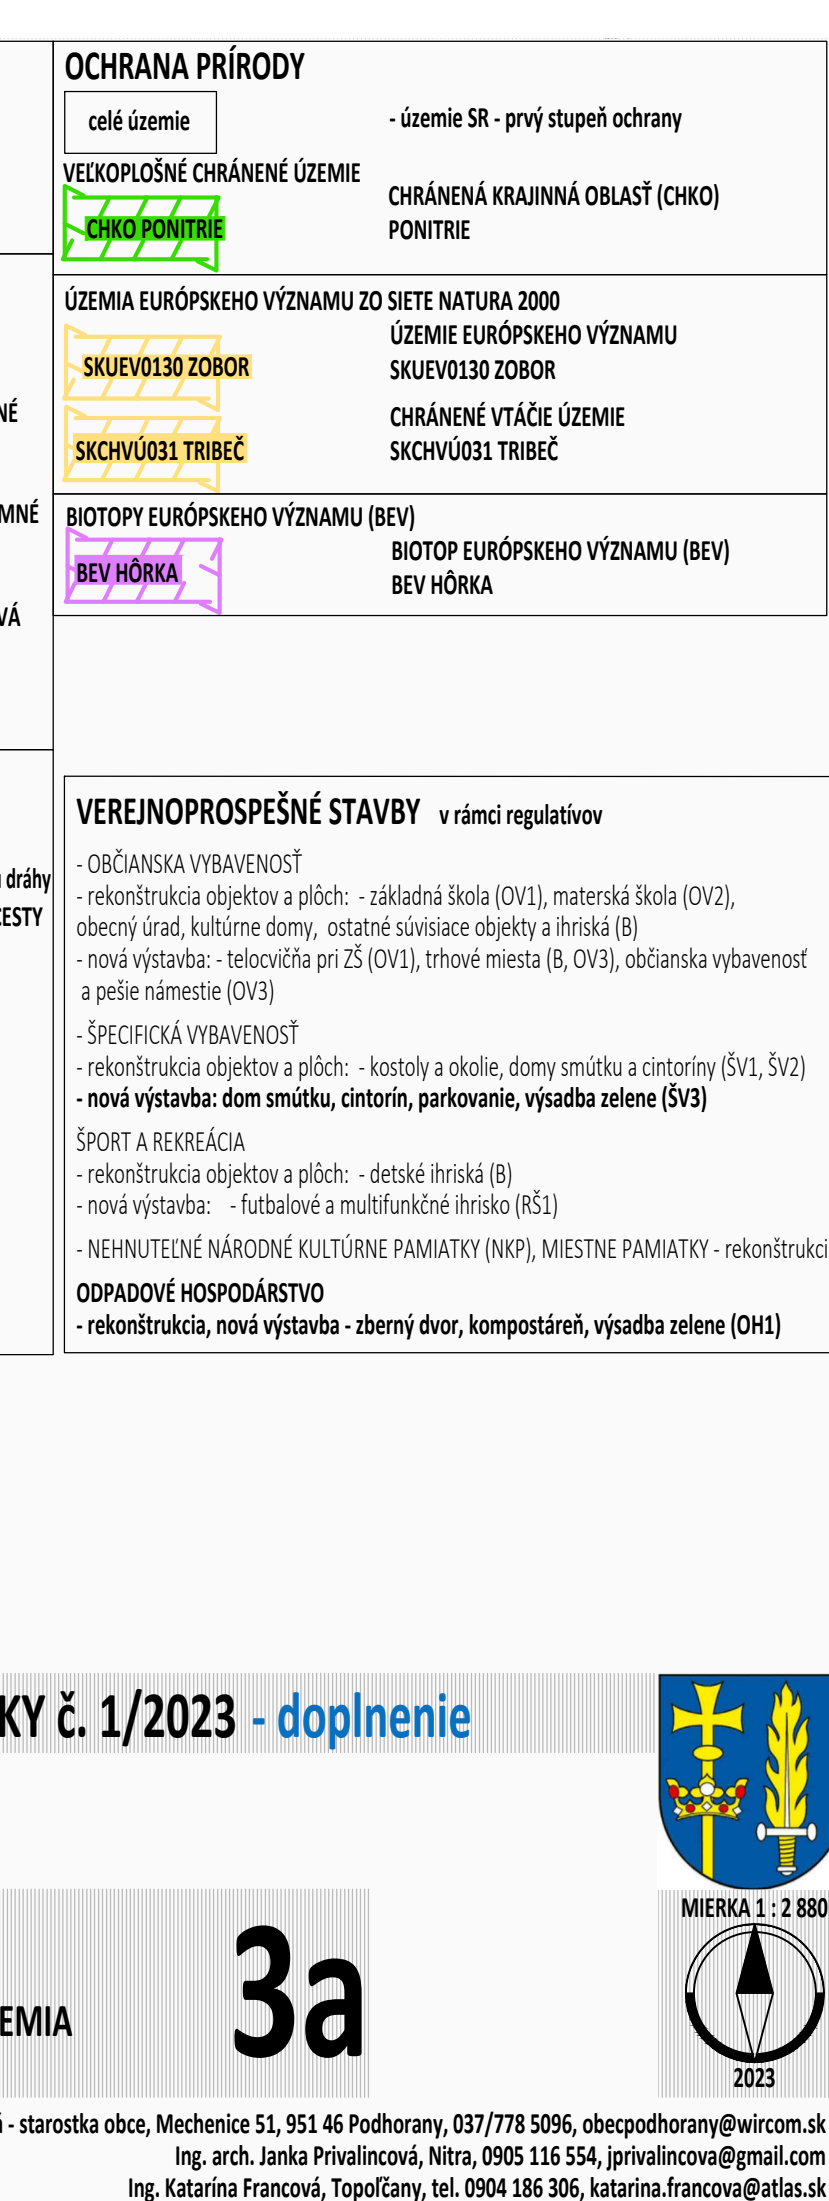 OCHRANA PRÍRODY
celé územie - územie SR - prvý stupeň ochrany
VEĽKOPLOŠNÉ CHRÁNENÉ ÚZEMIE
CHRÁNENÁ KRAJINNÁ OBLASŤ (CHKO)
CHKO PONITRIE PONITRIE
ÚZEMIA EURÓPSKEHO VÝZNAMU ZO SIETE NATURA 2000
ÚZEMIE EURÓPSKEHO VÝZNAMU
SKUEV0130 ZOBOR SKUEV0130 ZOBOR
NÉ
CHRÁNENÉ VTÁČIE ÚZEMIE
SKCHVÚ031 TRIBEČ SKCHVÚ031 TRIBEČ
MNÉ
BIOTOPY EURÓPSKEHO VÝZNAMU (BEV)
BIOTOP EURÓPSKEHO VÝZNAMU (BEV)
BEV HÔRKA BEV HÔRKA
VÁ
VEREJNOPROSPEŠNÉ STAVBY v rámci regulatívov
- OBČIANSKA VYBAVENOSŤ
dráhy
- rekonštrukcia objektov a plôch: - základná škola (OV1), materská škola (OV2),
CESTY
obecný úrad, kultúrne domy, ostatné súvisiace objekty a ihriská (B)
- nová výstavba: - telocvičňa pri ZŠ (OV1), trhové miesta (B, OV3), občianska vybavenosť
a pešie námestie (OV3)
- ŠPECIFICKÁ VYBAVENOSŤ
- rekonštrukcia objektov a plôch: - kostoly a okolie, domy smútku a cintoríny (ŠV1, ŠV2)
- nová výstavba: dom smútku, cintorín, parkovanie, výsadba zelene (ŠV3)
ŠPORT A REKREÁCIA
- rekonštrukcia objektov a plôch: - detské ihriská (B)
- nová výstavba: - futbalové a multifunkčné ihrisko (RŠ1)
- NEHNUTEĽNÉ NÁRODNÉ KULTÚRNE PAMIATKY (NKP), MIESTNE PAMIATKY - rekonštrukci
ODPADOVÉ HOSPODÁRSTVO
- rekonštrukcia, nová výstavba - zberný dvor, kompostáreň, výsadba zelene (OH1)
KY č. 1/2023 - doplnenie
MIERKA 1 : 2 880
EMIA 3a
2023
- starostka obce, Mechenice 51, 951 46 Podhorany, 037/778 5096, obecpodhorany@wircom.sk
Ing. arch. Janka Privalincová, Nitra, 0905 116 554, jprivalincova@gmail.com
Ing. Katarína Francová, Topoľčany, tel. 0904 186 306, katarina.francova@atlas.sk